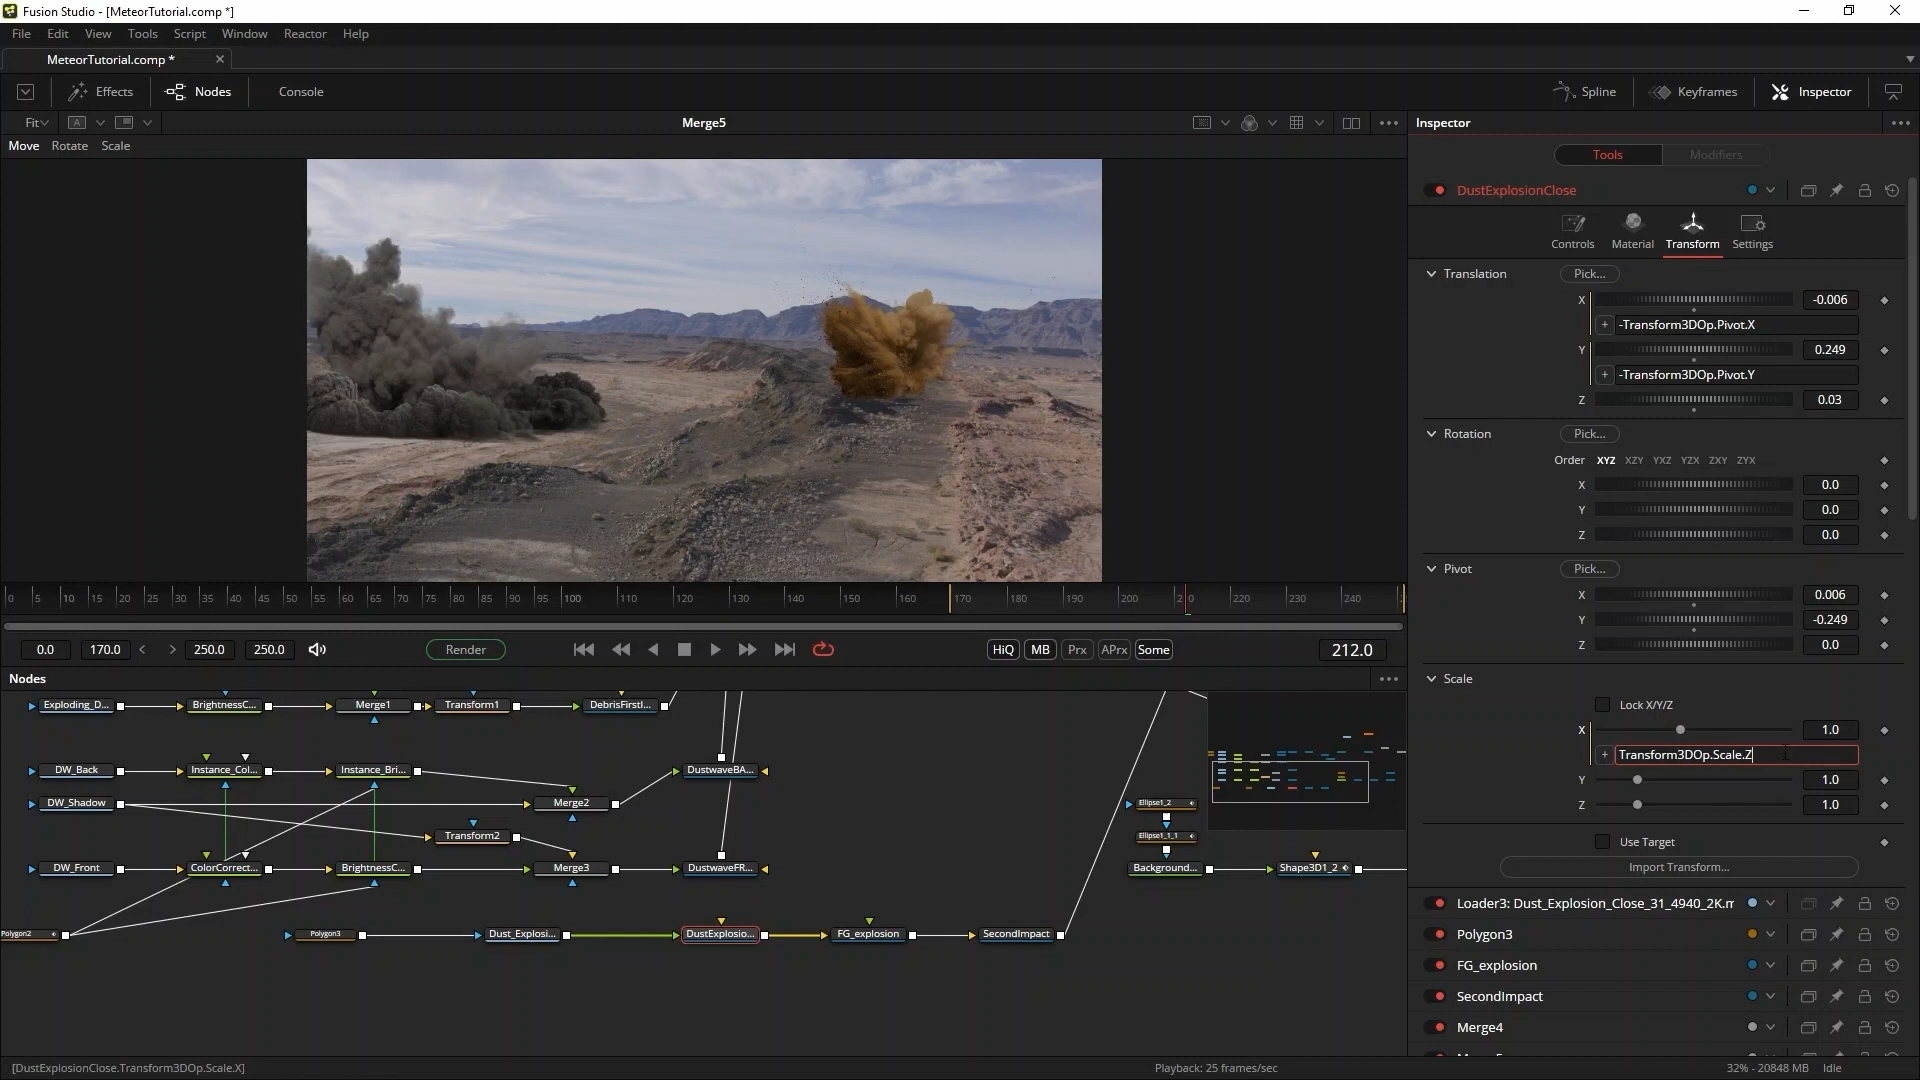 Fusion Studio - [MeteorTutorial.comp *]
File Edit View Tools Script Window Reactor Help
MeteorTutorial.comp *
Effects Nodes Console Spline Keyframes Inspector
Fit A Merge5 Inspector
Move Rotate Scale
Tools Modifiers
DustExplosionClose
Controls Material Transform Settings
Translation Pick...
X -0.006
+ -Transform3DOp.Pivot.X
Y 0.249
+ -Transform3DOp.Pivot.Y
Z 0.03
Rotation Pick...
Order XYZ XZY YXZ YZX ZXY ZYX
X 0.0
Y 0.0
Z 0.0
Pivot Pick...
X 0.006
Y -0.249
Z 0.0
Scale
Lock X/Y/Z
X 1.0
+ Transform3DOp.Scale.Z
Y 1.0
Z 1.0
Use Target
Import Transform...
Loader3: Dust_Explosion_Close_31_4940_2K.m
Polygon3
FG_explosion
SecondImpact
Merge4
0 5 10 15 20 25 30 35 40 45 50 55 60 65 70 75 80 85 90 95 100 110 120 130 140 150 160 170 180 190 200 220 230 240
0.0 170.0 < > 250.0 250.0 Render HiQ MB Prx APrx Some 212.0
Nodes
Exploding_D... BrightnessC... Merge1 Transform1 DebrisFirstI...
DW_Back Instance_Col... Instance_Bri... DustwaveBA...
DW_Shadow Merge2 Ellipse1_2
Transform2 Ellipse1_1_1
DW_Front ColorCorrect... BrightnessC... Merge3 DustwaveFR... Background... Shape3D1_2
Polygon2 Polygon3 Dust_Explosi... DustExplosio... FG_explosion SecondImpact
[DustExplosionClose.Transform3DOp.Scale.X] Playback: 25 frames/sec 32% - 20848 MB Idle